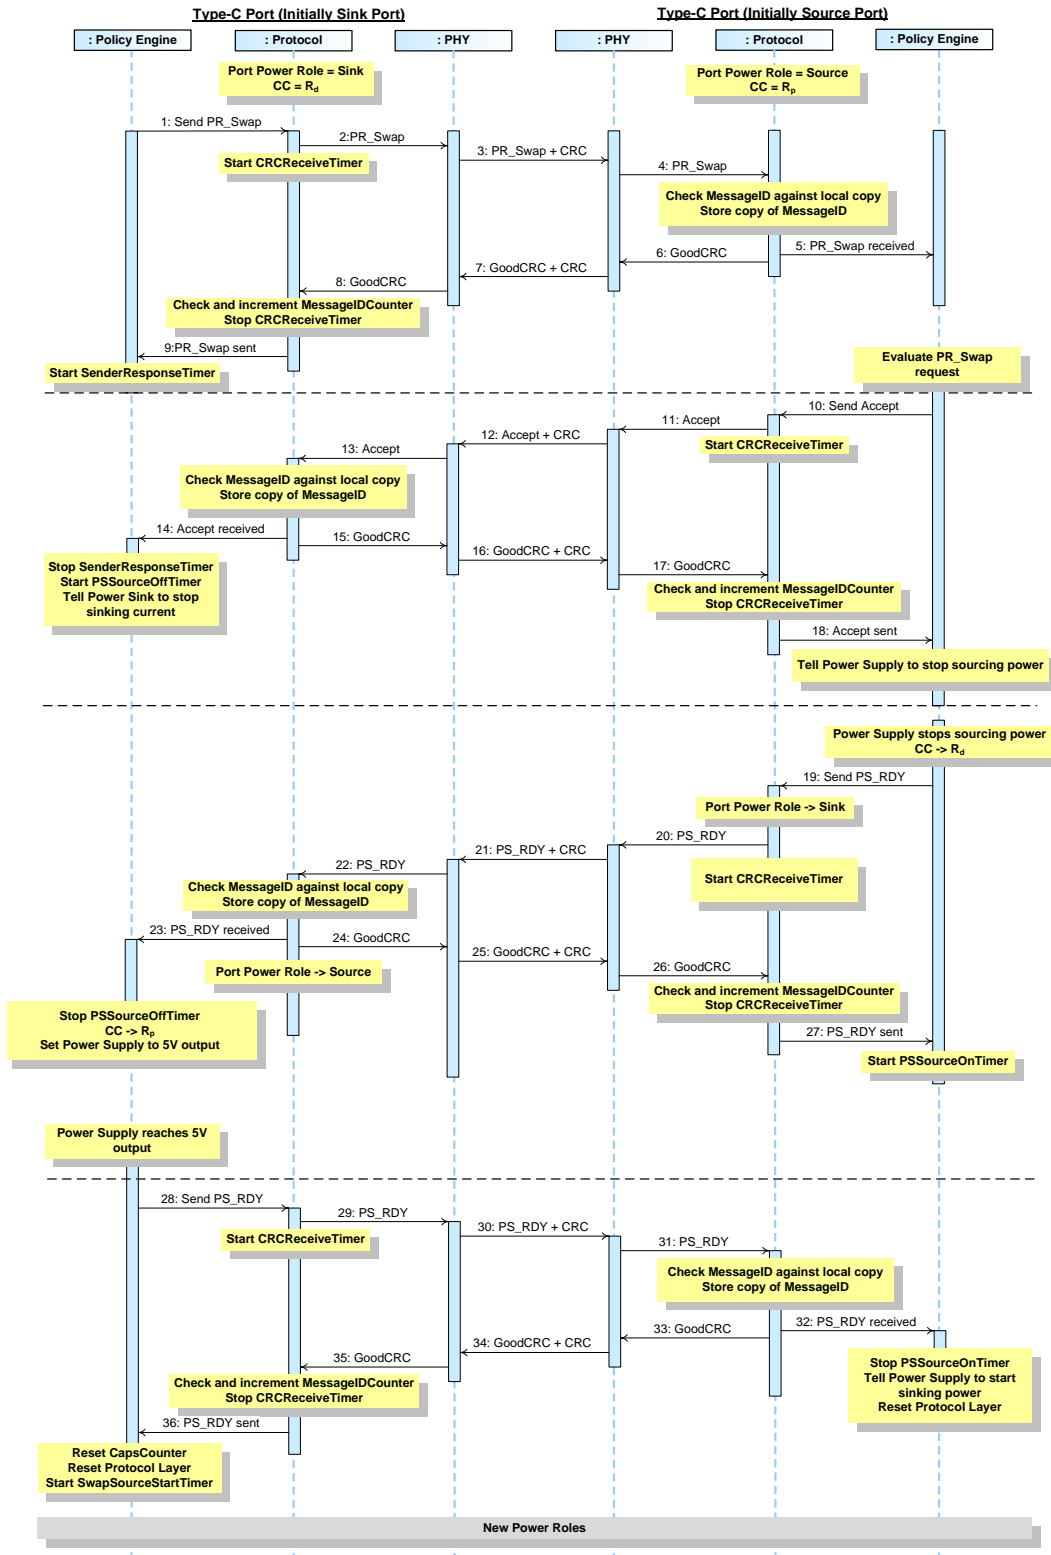 Type-C Port (Initially Sink Port)
Type-C Port (Initially Source Port)
: Policy Engine
: Protocol
: PHY
: PHY
: Protocol
: Policy Engine
Port Power Role = Sink
CC = Rd
Port Power Role = Source
CC = Rp
1: Send PR_Swap
2:PR_Swap
3: PR_Swap + CRC
Start CRCReceiveTimer
4: PR_Swap
Check MessageID against local copy
Store copy of MessageID
5: PR_Swap received
6: GoodCRC
7: GoodCRC + CRC
8: GoodCRC
Check and increment MessageIDCounter
Stop CRCReceiveTimer
9:PR_Swap sent
Start SenderResponseTimer
Evaluate PR_Swap
request
10: Send Accept
11: Accept
Start CRCReceiveTimer
12: Accept + CRC
13: Accept
Check MessageID against local copy
Store copy of MessageID
14: Accept received
15: GoodCRC
16: GoodCRC + CRC
17: GoodCRC
Stop SenderResponseTimer
Start PSSourceOffTimer
Tell Power Sink to stop
sinking current
Check and increment MessageIDCounter
Stop CRCReceiveTimer
18: Accept sent
Tell Power Supply to stop sourcing power
Power Supply stops sourcing power
CC -> Rd
19: Send PS_RDY
Port Power Role -> Sink
20: PS_RDY
21: PS_RDY + CRC
22: PS_RDY
Start CRCReceiveTimer
Check MessageID against local copy
Store copy of MessageID
23: PS_RDY received
24: GoodCRC
25: GoodCRC + CRC
26: GoodCRC
Port Power Role -> Source
Check and increment MessageIDCounter
Stop CRCReceiveTimer
Stop PSSourceOffTimer
CC -> Rp
Set Power Supply to 5V output
27: PS_RDY sent
Start PSSourceOnTimer
Power Supply reaches 5V
output
28: Send PS_RDY
29: PS_RDY
Start CRCReceiveTimer
30: PS_RDY + CRC
31: PS_RDY
Check MessageID against local copy
Store copy of MessageID
32: PS_RDY received
33: GoodCRC
34: GoodCRC + CRC
35: GoodCRC
Stop PSSourceOnTimer
Tell Power Supply to start
sinking power
Reset Protocol Layer
Check and increment MessageIDCounter
Stop CRCReceiveTimer
36: PS_RDY sent
Reset CapsCounter
Reset Protocol Layer
Start SwapSourceStartTimer
New Power Roles